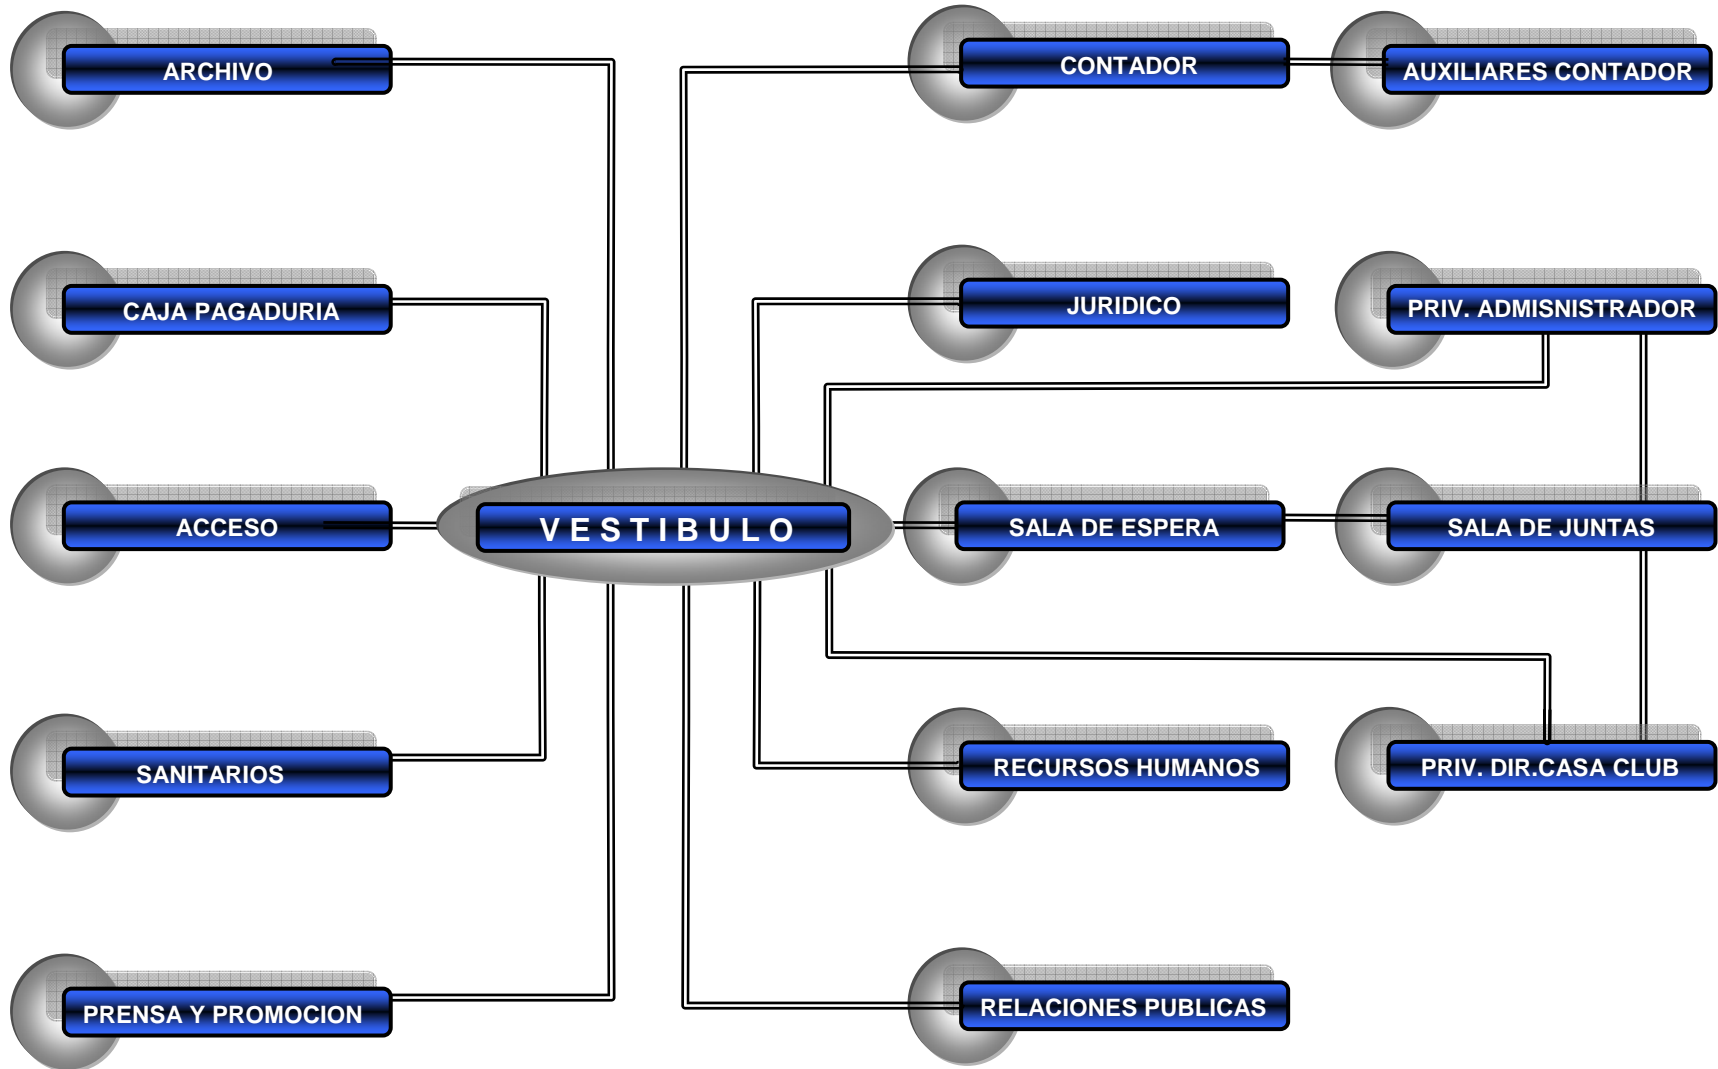 ARCHIVO
CONTADOR
AUXILIARES CONTADOR
CAJA PAGADURIA
JURIDICO
PRIV. ADMISNISTRADOR
ACCESO
V E S T I B U L O
SALA DE ESPERA
SALA DE JUNTAS
SANITARIOS
RECURSOS HUMANOS
PRIV. DIR.CASA CLUB
PRENSA Y PROMOCION
RELACIONES PUBLICAS